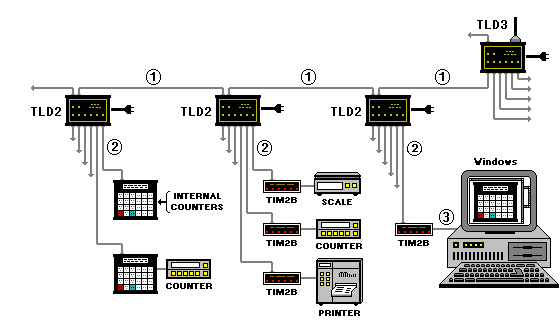 TLD3
① ① ①
TLD2 TLD2 TLD2
② ② ②
Windows
INTERNAL
COUNTERS
TIM2B SCALE
③
TIM2B COUNTER TIM2B
COUNTER TIM2B
PRINTER